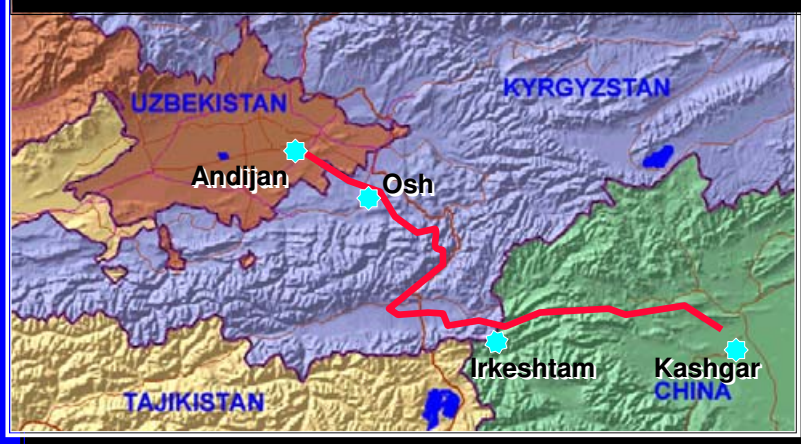 KYRGYZSTAN
UZBEKISTAN
Andijan
Osh
Irkeshtam
Kashgar
CHINA
TAJIKISTAN